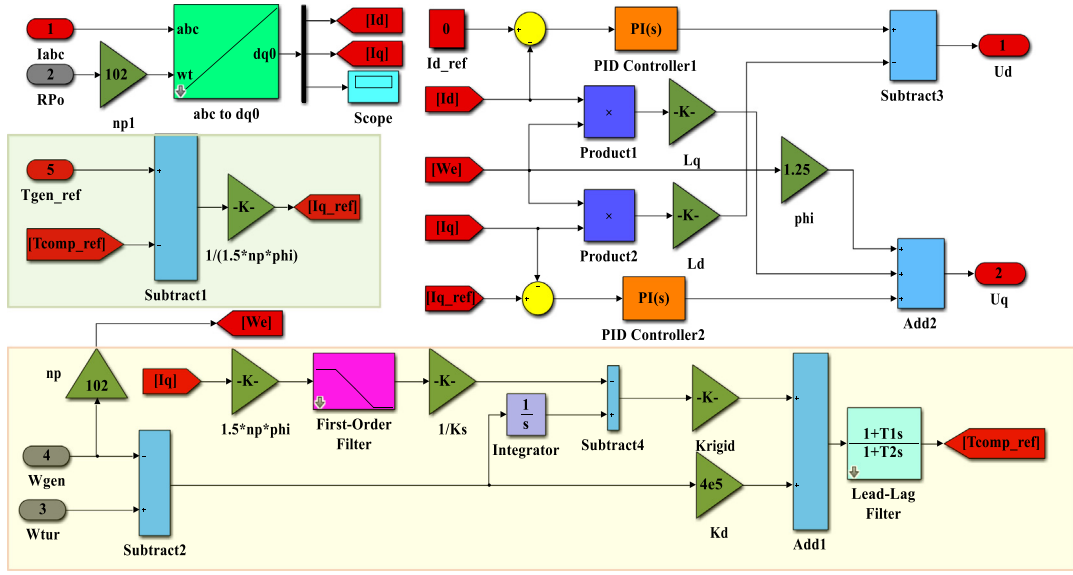 1
Iabc
2
RPo
102
np1
abc
wt
dq0
abc to dq0
[Id]
[Iq]
Scope
0
Id_ref
+
-
PI(s)
PID Controller1
+
-
Subtract3
1
Ud
[Id]
×
Product1
-K-
Lq
[We]
1.25
phi
×
Product2
-K-
Ld
[Iq]
[Iq_ref]
+
-
PI(s)
PID Controller2
+
+
+
Add2
2
Uq
5
Tgen_ref
[Tcomp_ref]
+
-
Subtract1
-K-
1/(1.5*np*phi)
[Iq_ref]
[We]
np
102
[Iq]
-K-
1.5*np*phi
First-Order
Filter
-K-
1/Ks
1
s
Integrator
-
+
Subtract4
-K-
Krigid
4e5
Kd
+
+
Add1
1+T1s
1+T2s
Lead-Lag
Filter
[Tcomp_ref]
4
Wgen
3
Wtur
-
+
Subtract2